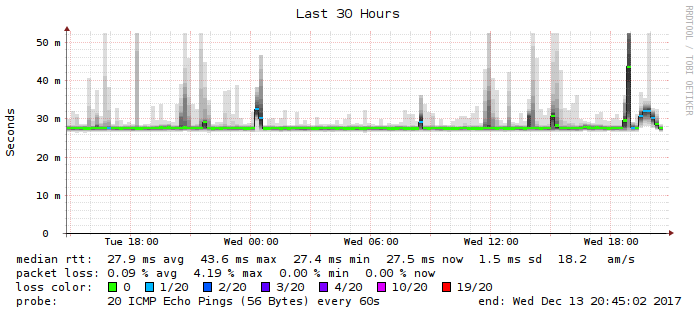 Last 30 Hours
RRDTOOL / TOBI OETIKER
Seconds
50 m
40 m
30 m
20 m
10 m
0
Tue 18:00 Wed 00:00 Wed 06:00 Wed 12:00 Wed 18:00
median rtt: 27.9 ms avg 43.6 ms max 27.4 ms min 27.5 ms now 1.5 ms sd 18.2 am/s
packet loss: 0.09 % avg 4.19 % max 0.00 % min 0.00 % now
loss color: 0 1/20 2/20 3/20 4/20 10/20 19/20
probe: 20 ICMP Echo Pings (56 Bytes) every 60s end: Wed Dec 13 20:45:02 2017